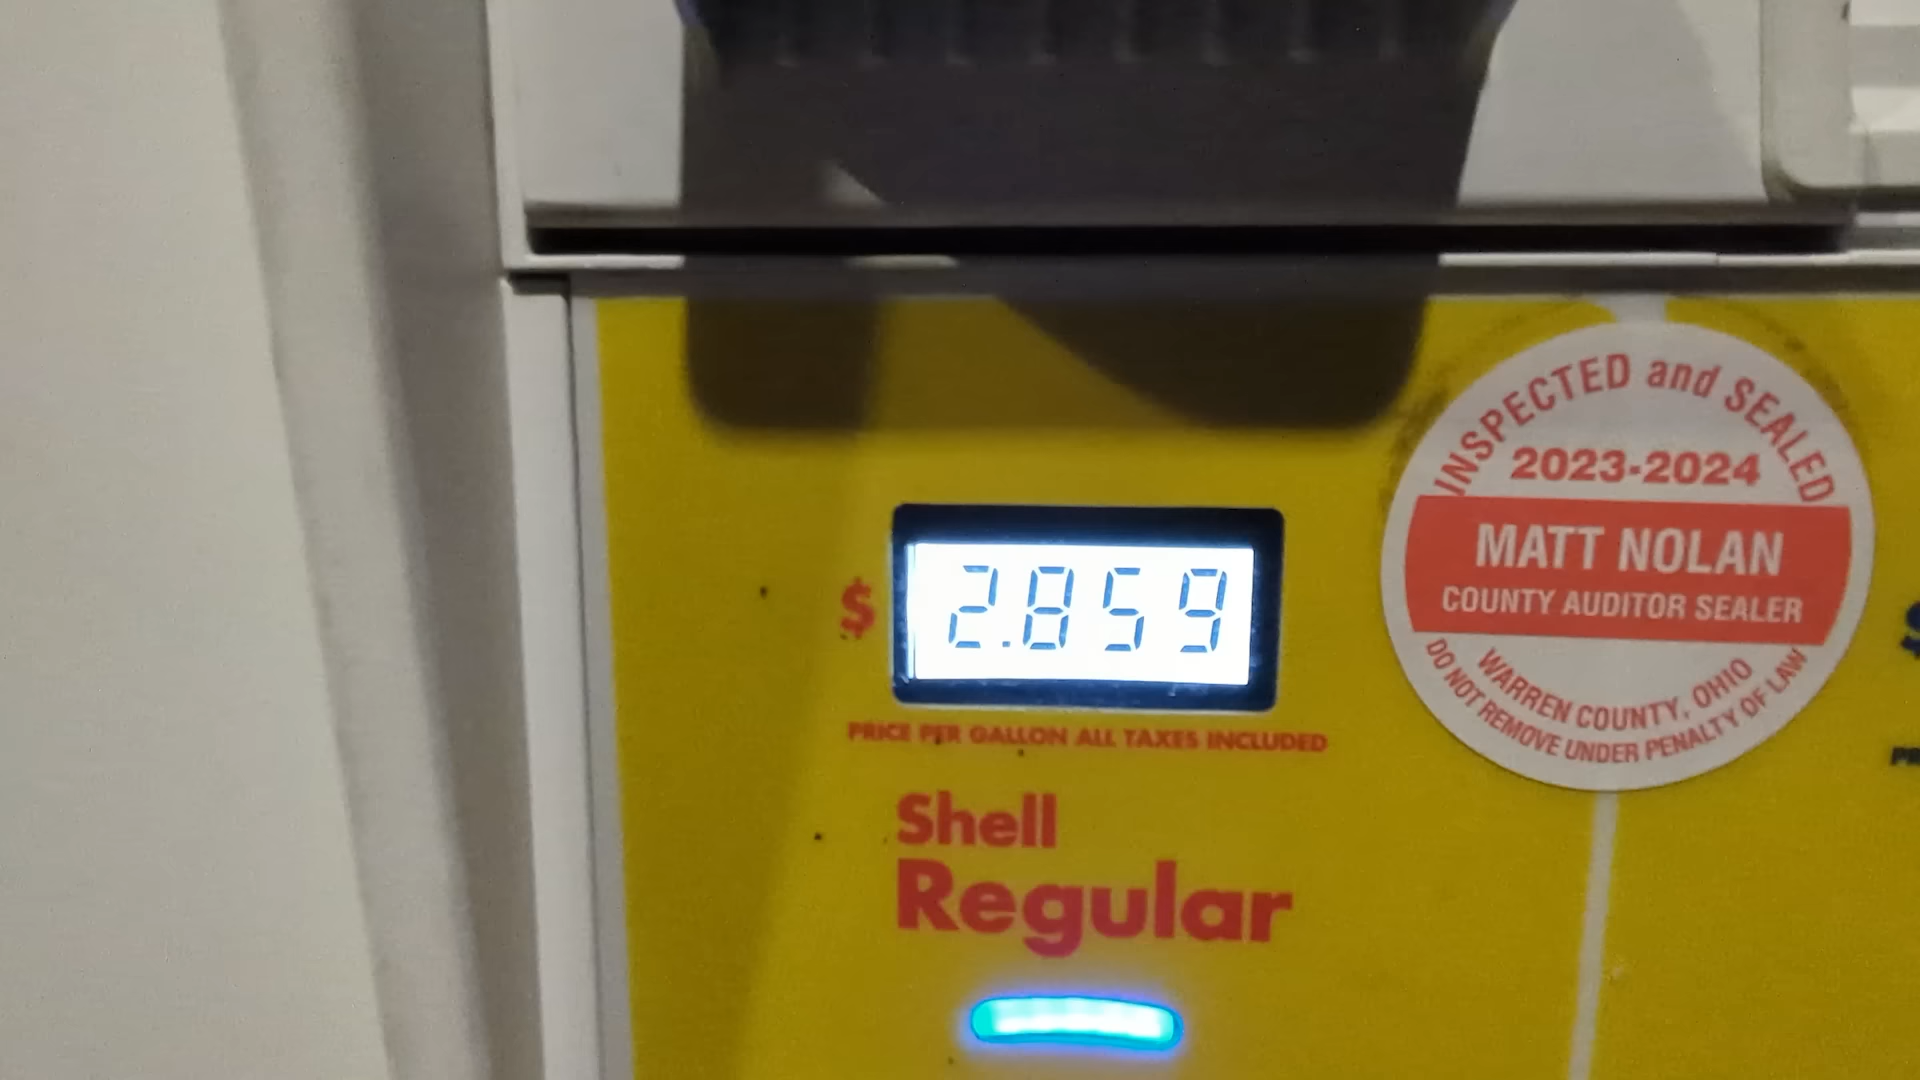 INSPECTED and SEALED
2023-2024
MATT NOLAN
COUNTY AUDITOR SEALER
WARREN COUNTY, OHIO
DO NOT REMOVE UNDER PENALTY OF LAW
$ 2.859
PRICE PER GALLON ALL TAXES INCLUDED
Shell
Regular